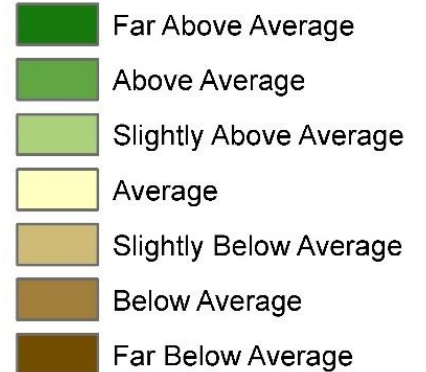 Far Above Average
Above Average
Slightly Above Average
Average
Slightly Below Average
Below Average
Far Below Average